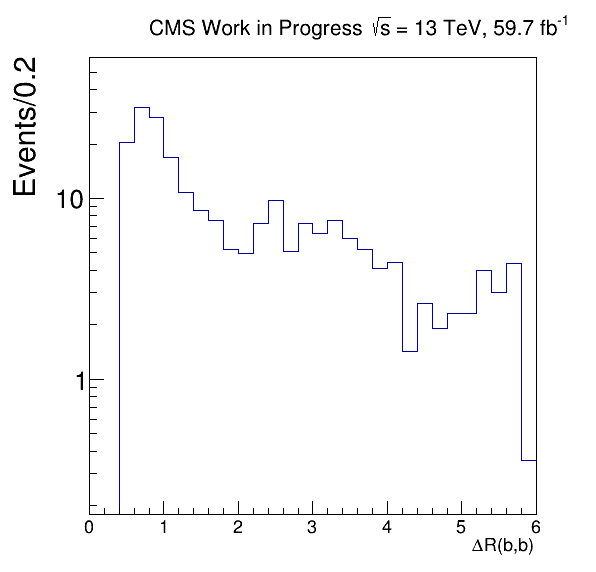 CMS Work in Progress √s = 13 TeV, 59.7 fb⁻¹
Events/0.2
10
1
0 1 2 3 4 5 6
ΔR(b,b)